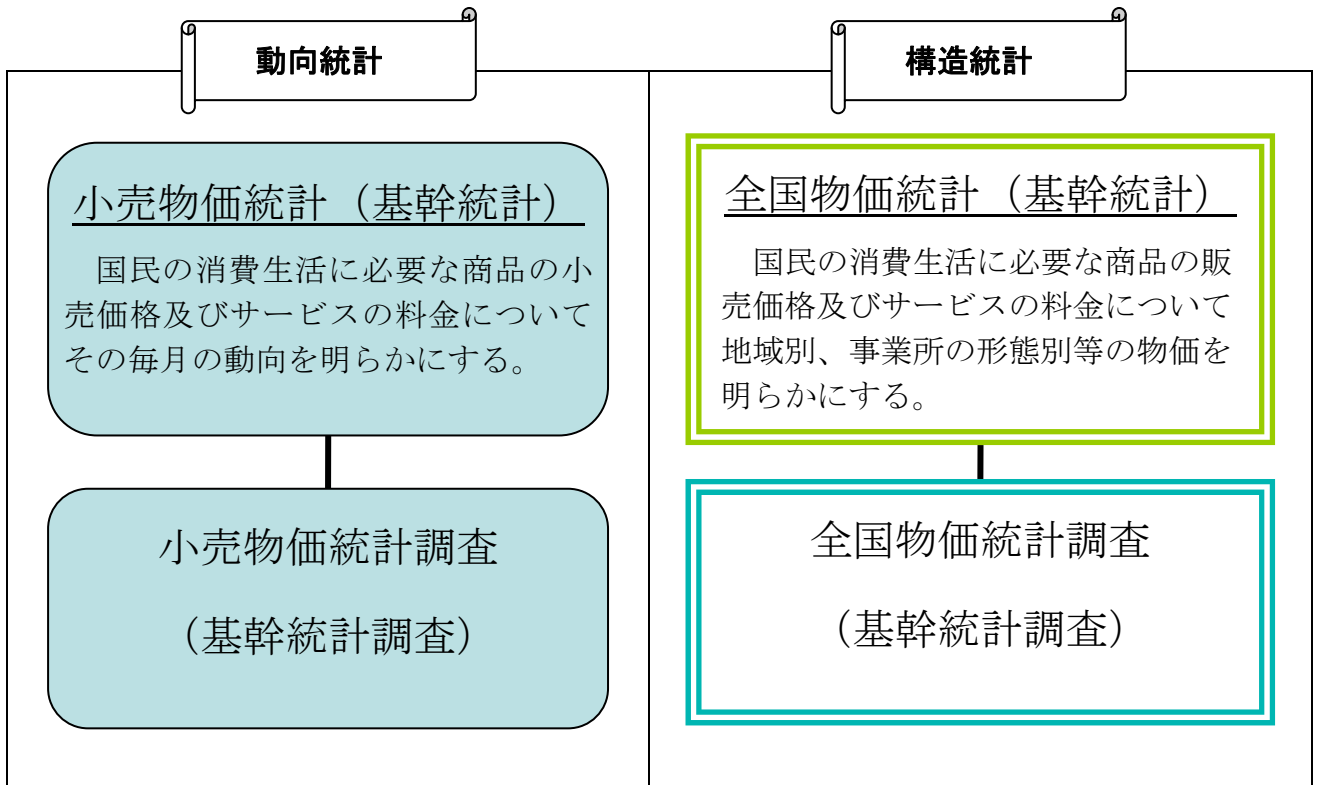 動向統計
小売物価統計（基幹統計）
国民の消費生活に必要な商品の小
売価格及びサービスの料金について
その毎月の動向を明らかにする。
小売物価統計調査
（基幹統計調査）
構造統計
全国物価統計（基幹統計）
国民の消費生活に必要な商品の販
売価格及びサービスの料金について
地域別、事業所の形態別等の物価を
明らかにする。
全国物価統計調査
（基幹統計調査）